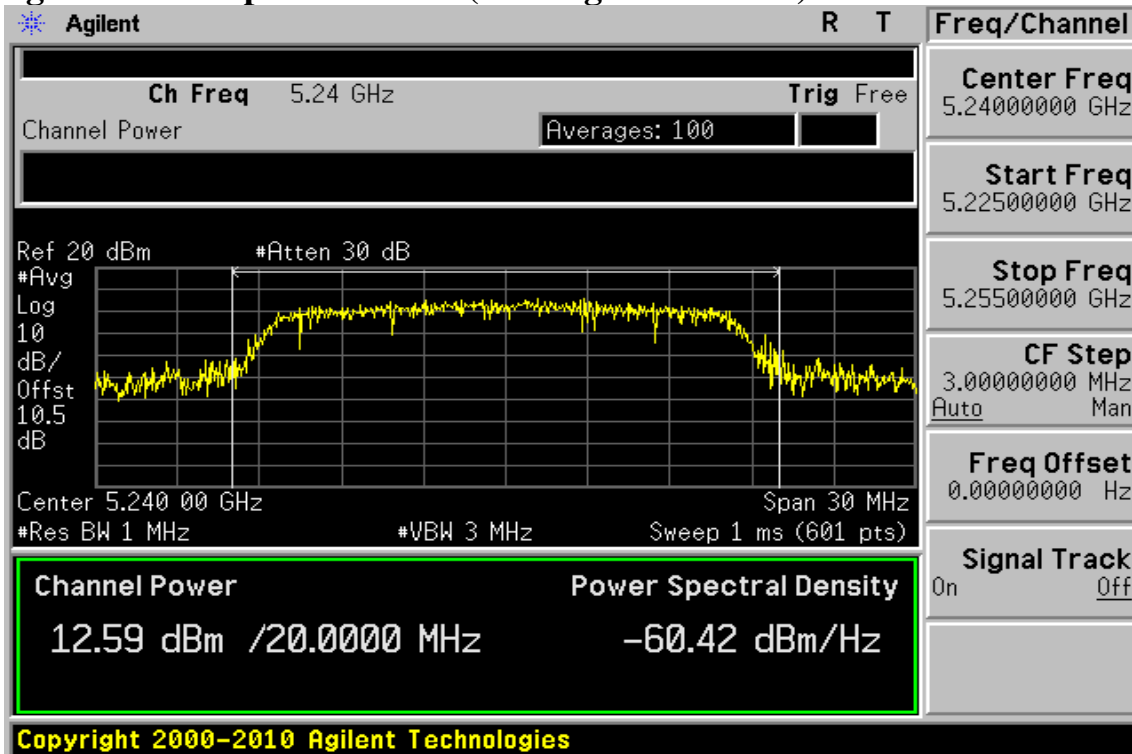 Agilent R T
Ch Freq 5.24 GHz Trig Free
Channel Power Averages: 100
Ref 20 dBm #Atten 30 dB
#Avg
Log
10
dB/
Offst
10.5
dB
Center 5.240 00 GHz Span 30 MHz
#Res BW 1 MHz #VBW 3 MHz Sweep 1 ms (601 pts)
Channel Power Power Spectral Density
12.59 dBm /20.0000 MHz -60.42 dBm/Hz
Copyright 2000-2010 Agilent Technologies
Freq/Channel
Center Freq
5.24000000 GHz
Start Freq
5.22500000 GHz
Stop Freq
5.25500000 GHz
CF Step
3.00000000 MHz
Auto Man
Freq Offset
0.00000000 Hz
Signal Track
On Off